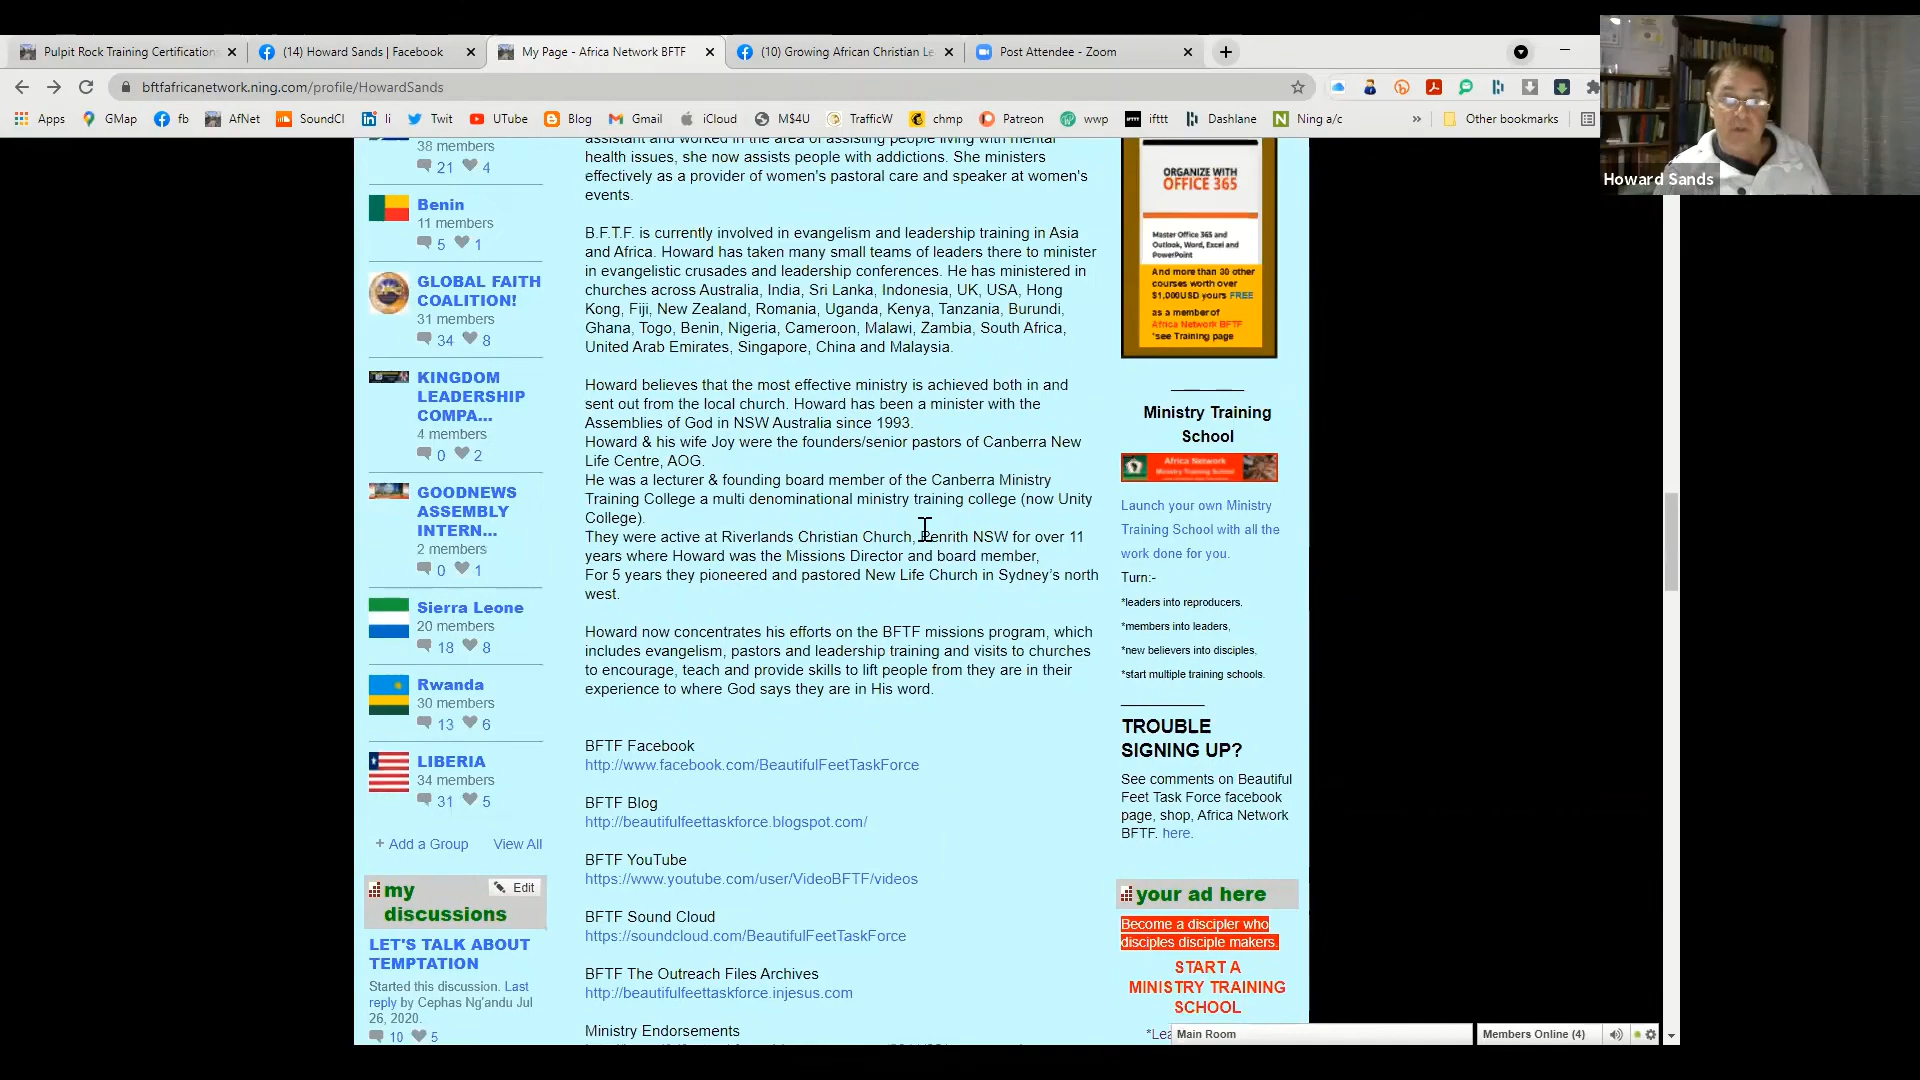 Pulpit Rock Training Certifications
(14) Howard Sands | Facebook
My Page - Africa Network BFTF
(10) Growing African Christian Le
Post Attendee - Zoom
bftfafricanetwork.ning.com/profile/HowardSands
Apps
GMap
fb
AfNet
SoundCl
li
Twit
UTube
Blog
Gmail
iCloud
M$4U
TrafficW
chmp
Patreon
wwp
ifttt
Dashlane
Ning a/c
»
Other bookmarks
Howard Sands
38 members
21 4
Benin
11 members
5 1
GLOBAL FAITH
COALITION!
31 members
34 8
KINGDOM
LEADERSHIP
COMPA...
4 members
0 2
GOODNEWS
ASSEMBLY
INTERN...
2 members
0 1
Sierra Leone
20 members
18 8
Rwanda
30 members
13 6
LIBERIA
34 members
31 5
+ Add a Group View All
my
discussions
Edit
LET'S TALK ABOUT
TEMPTATION
Started this discussion. Last
reply by Cephas Ng'andu Jul
26, 2020.
10 5
assistant and worked in the area of assisting people living with mental
health issues, she now assists people with addictions. She ministers
effectively as a provider of women's pastoral care and speaker at women's
events.
B.F.T.F. is currently involved in evangelism and leadership training in Asia
and Africa. Howard has taken many small teams of leaders there to minister
in evangelistic crusades and leadership conferences. He has ministered in
churches across Australia, India, Sri Lanka, Indonesia, UK, USA, Hong
Kong, Fiji, New Zealand, Romania, Uganda, Kenya, Tanzania, Burundi,
Ghana, Togo, Benin, Nigeria, Cameroon, Malawi, Zambia, South Africa,
United Arab Emirates, Singapore, China and Malaysia.
Howard believes that the most effective ministry is achieved both in and
sent out from the local church. Howard has been a minister with the
Assemblies of God in NSW Australia since 1993.
Howard & his wife Joy were the founders/senior pastors of Canberra New
Life Centre, AOG.
He was a lecturer & founding board member of the Canberra Ministry
Training College a multi denominational ministry training college (now Unity
College).
They were active at Riverlands Christian Church, Penrith NSW for over 11
years where Howard was the Missions Director and board member,
For 5 years they pioneered and pastored New Life Church in Sydney’s north
west.
Howard now concentrates his efforts on the BFTF missions program, which
includes evangelism, pastors and leadership training and visits to churches
to encourage, teach and provide skills to lift people from they are in their
experience to where God says they are in His word.
BFTF Facebook
http://www.facebook.com/BeautifulFeetTaskForce
BFTF Blog
http://beautifulfeettaskforce.blogspot.com/
BFTF YouTube
https://www.youtube.com/user/VideoBFTF/videos
BFTF Sound Cloud
https://soundcloud.com/BeautifulFeetTaskForce
BFTF The Outreach Files Archives
http://beautifulfeettaskforce.injesus.com
Ministry Endorsements
ORGANIZE WITH
OFFICE 365
Master Office 365 and
Outlook, Word, Excel and
PowerPoint
And more than 30 other
courses worth over
$1,000USD yours FREE
as a member of
Africa Network BFTF
*see Training page
Ministry Training
School
Africa Network
Ministry Training School
Launch your own Ministry
Training School with all the
work done for you.
Turn:-
*leaders into reproducers,
*members into leaders,
*new believers into disciples,
*start multiple training schools.
TROUBLE
SIGNING UP?
See comments on Beautiful
Feet Task Force facebook
page, shop, Africa Network
BFTF. here.
your ad here
Become a discipler who
disciples disciple makers.
START A
MINISTRY TRAINING
SCHOOL
*Lea
Main Room
Members Online (4)